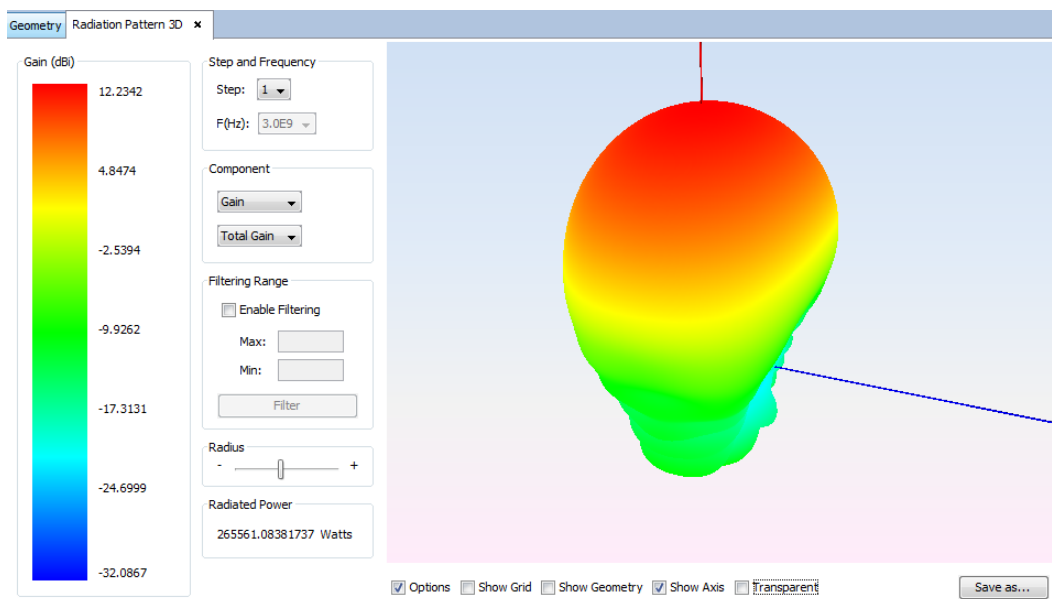 Geometry Radiation Pattern 3D ×
Gain (dBi)
12.2342
4.8474
-2.5394
-9.9262
-17.3131
-24.6999
-32.0867
Step and Frequency
Step: 1
F(Hz): 3.0E9
Component
Gain
Total Gain
Filtering Range
Enable Filtering
Max:
Min:
Filter
Radius
- +
Radiated Power
265561.08381737 Watts
Options Show Grid Show Geometry Show Axis Transparent Save as...